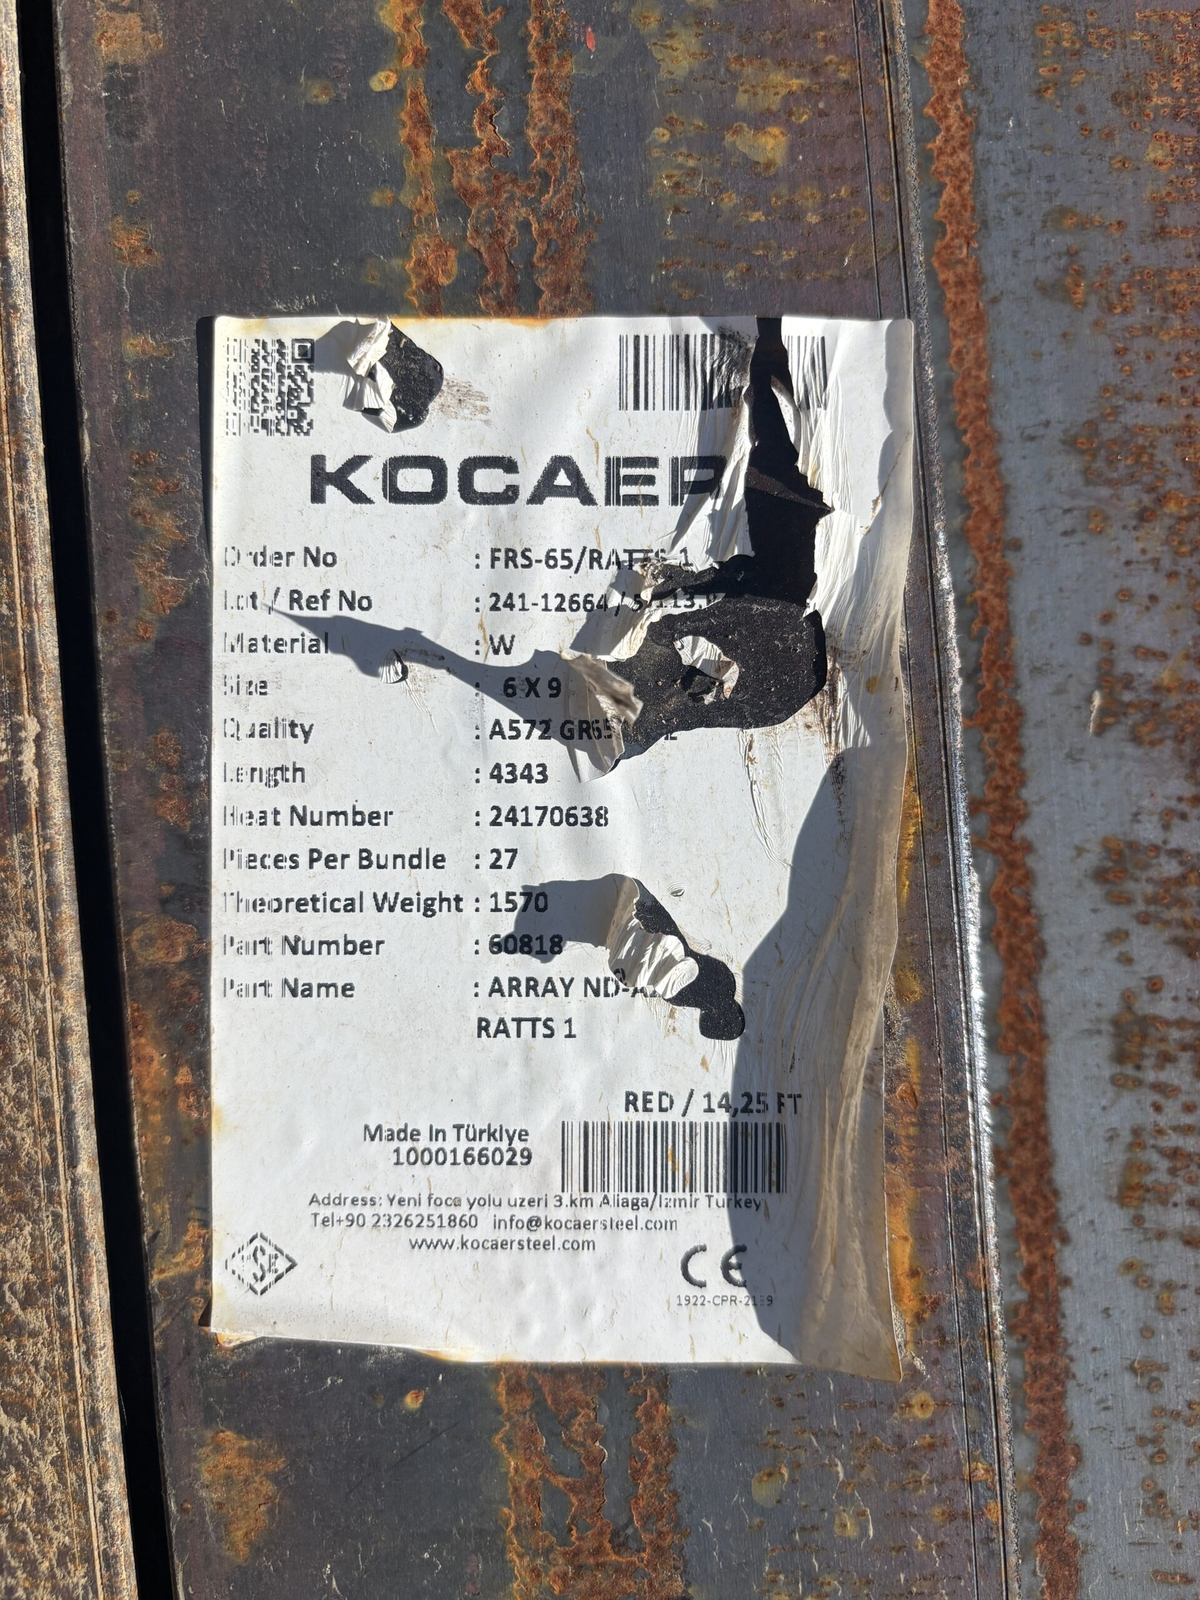 KOCAER
Order No : FRS-65/RATTS 1
Lot / Ref No : 241-12664 /
Material : W
Size : 6 X 9
Quality : A572 GR65
Length : 4343
Heat Number : 24170638
Pieces Per Bundle : 27
Theoretical Weight : 1570
Part Number : 60818
Part Name : ARRAY
RATTS 1
RED / 14,25 FT
Made In Türkiye
1000166029
Address: Yeni foca yolu uzeri 3.km Aliaga/Izmir Turkey
Tel+90 2326251860 info@kocaersteel.com
www.kocaersteel.com
TSE
CE